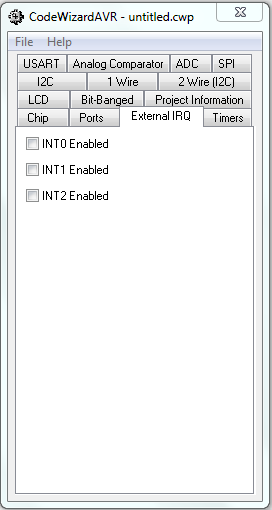 CodeWizardAVR - untitled.cwp
File Help
USART Analog Comparator ADC SPI
I2C 1 Wire 2 Wire (I2C)
LCD Bit-Banged Project Information
Chip Ports External IRQ Timers
INT0 Enabled
INT1 Enabled
INT2 Enabled